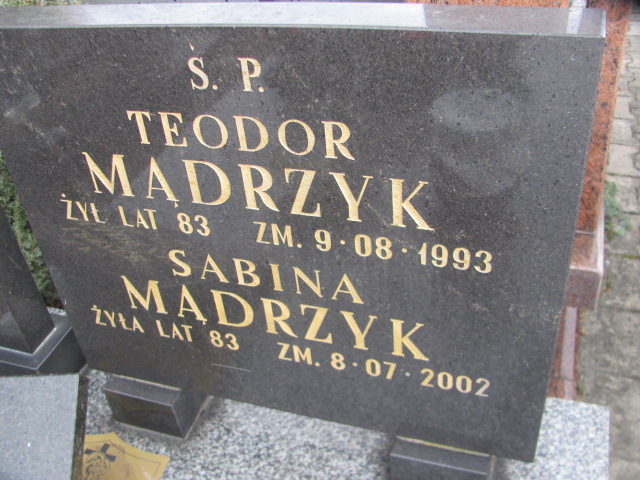 Ś. P.
TEODOR
MĄDRZYK
ŻYŁ LAT 83 ZM. 9·08·1993
SABINA
MĄDRZYK
ŻYŁA LAT 83 ZM. 8·07·2002